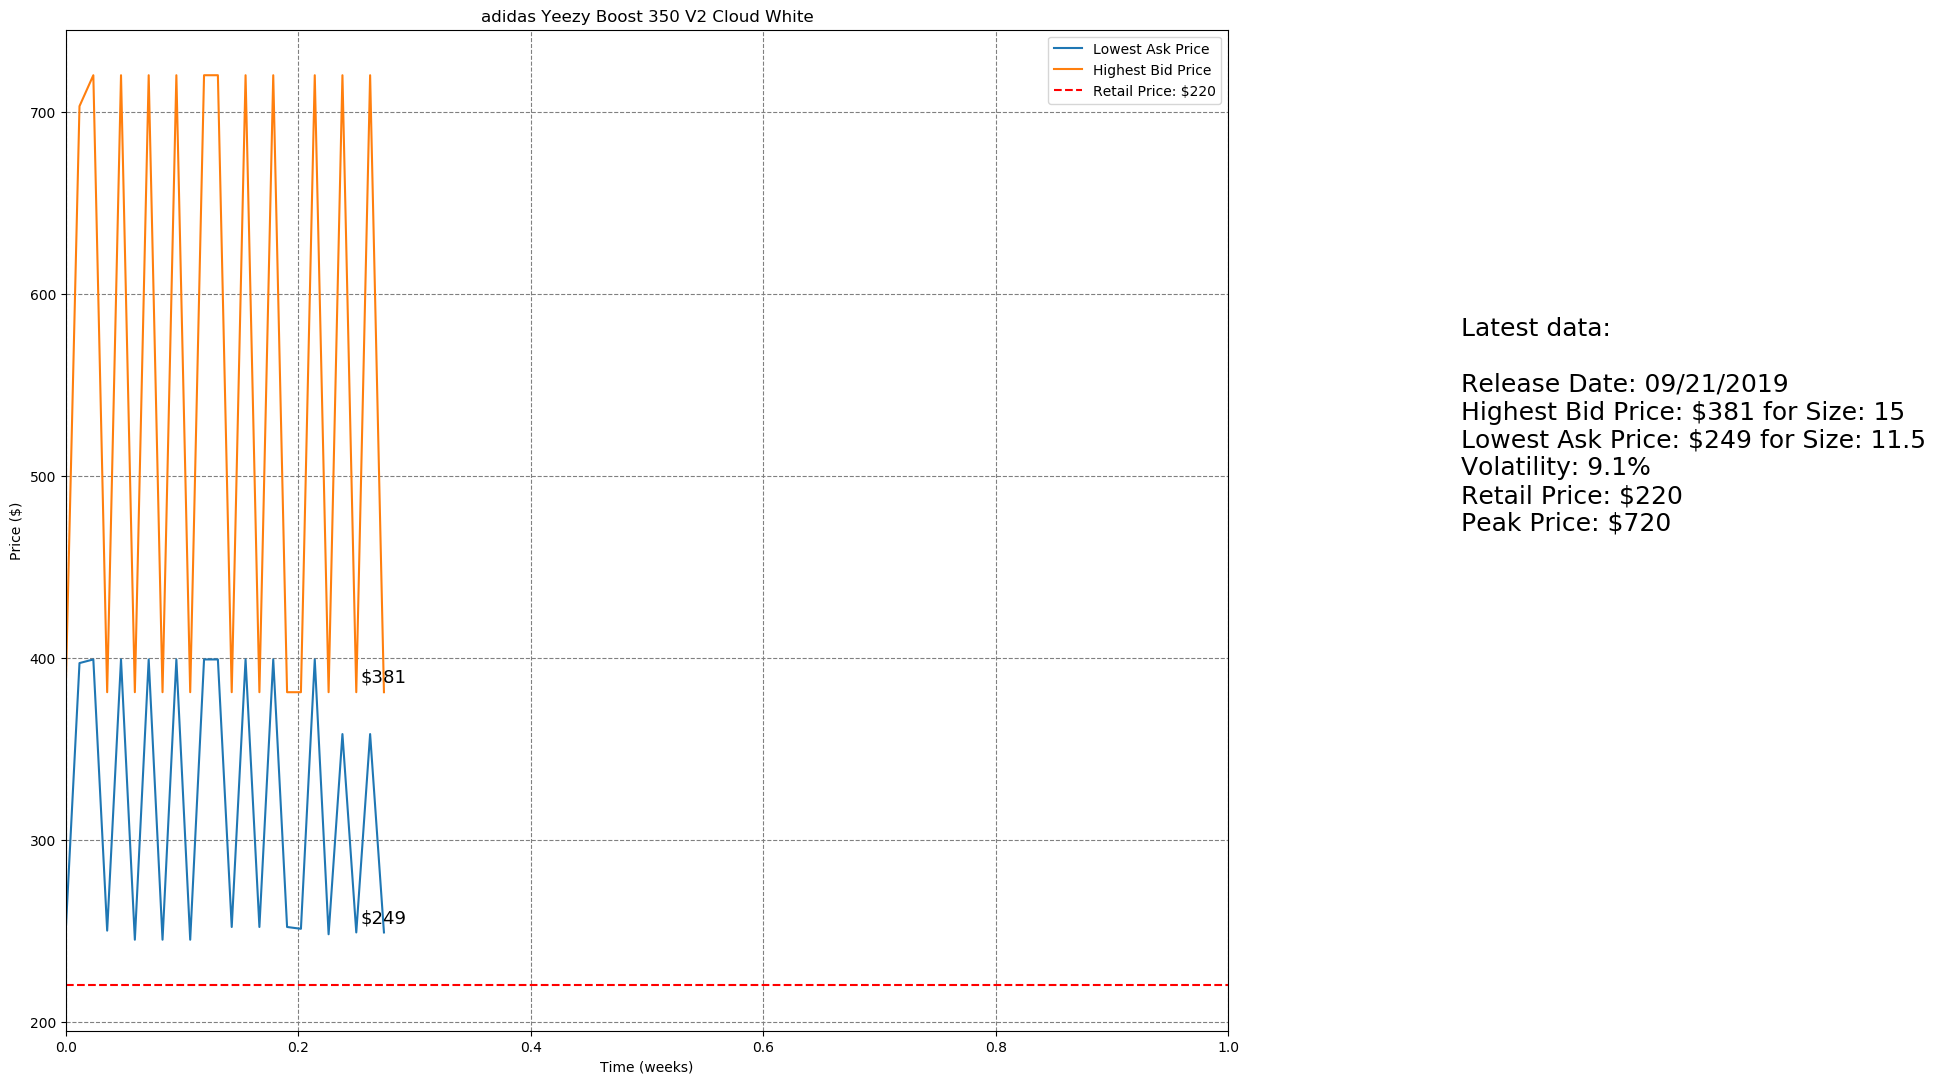 adidas Yeezy Boost 350 V2 Cloud White
Lowest Ask Price
Highest Bid Price
Retail Price: $220
700
600
500
400
300
200
Price ($)
$381
$249
0.0
0.2
0.4
0.6
0.8
1.0
Time (weeks)
Latest data:
Release Date: 09/21/2019
Highest Bid Price: $381 for Size: 15
Lowest Ask Price: $249 for Size: 11.5
Volatility: 9.1%
Retail Price: $220
Peak Price: $720